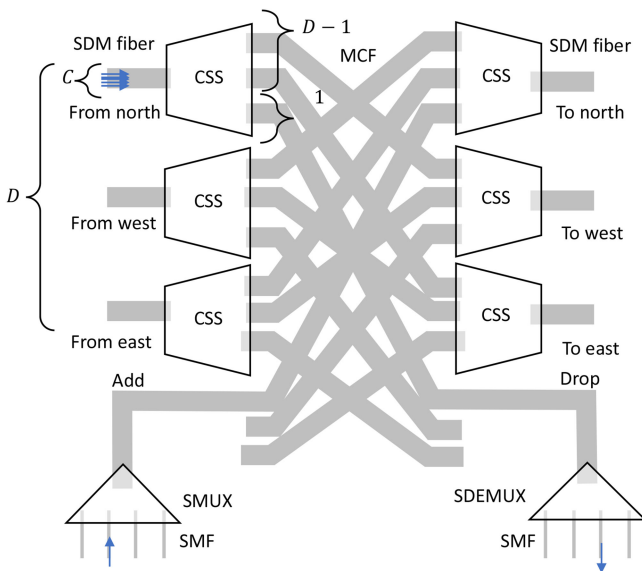 D − 1
SDM fiber
MCF
SDM fiber
CSS
CSS
C
1
From north
To north
D
CSS
CSS
From west
To west
CSS
CSS
From east
To east
Add
Drop
SMUX
SDEMUX
SMF
SMF